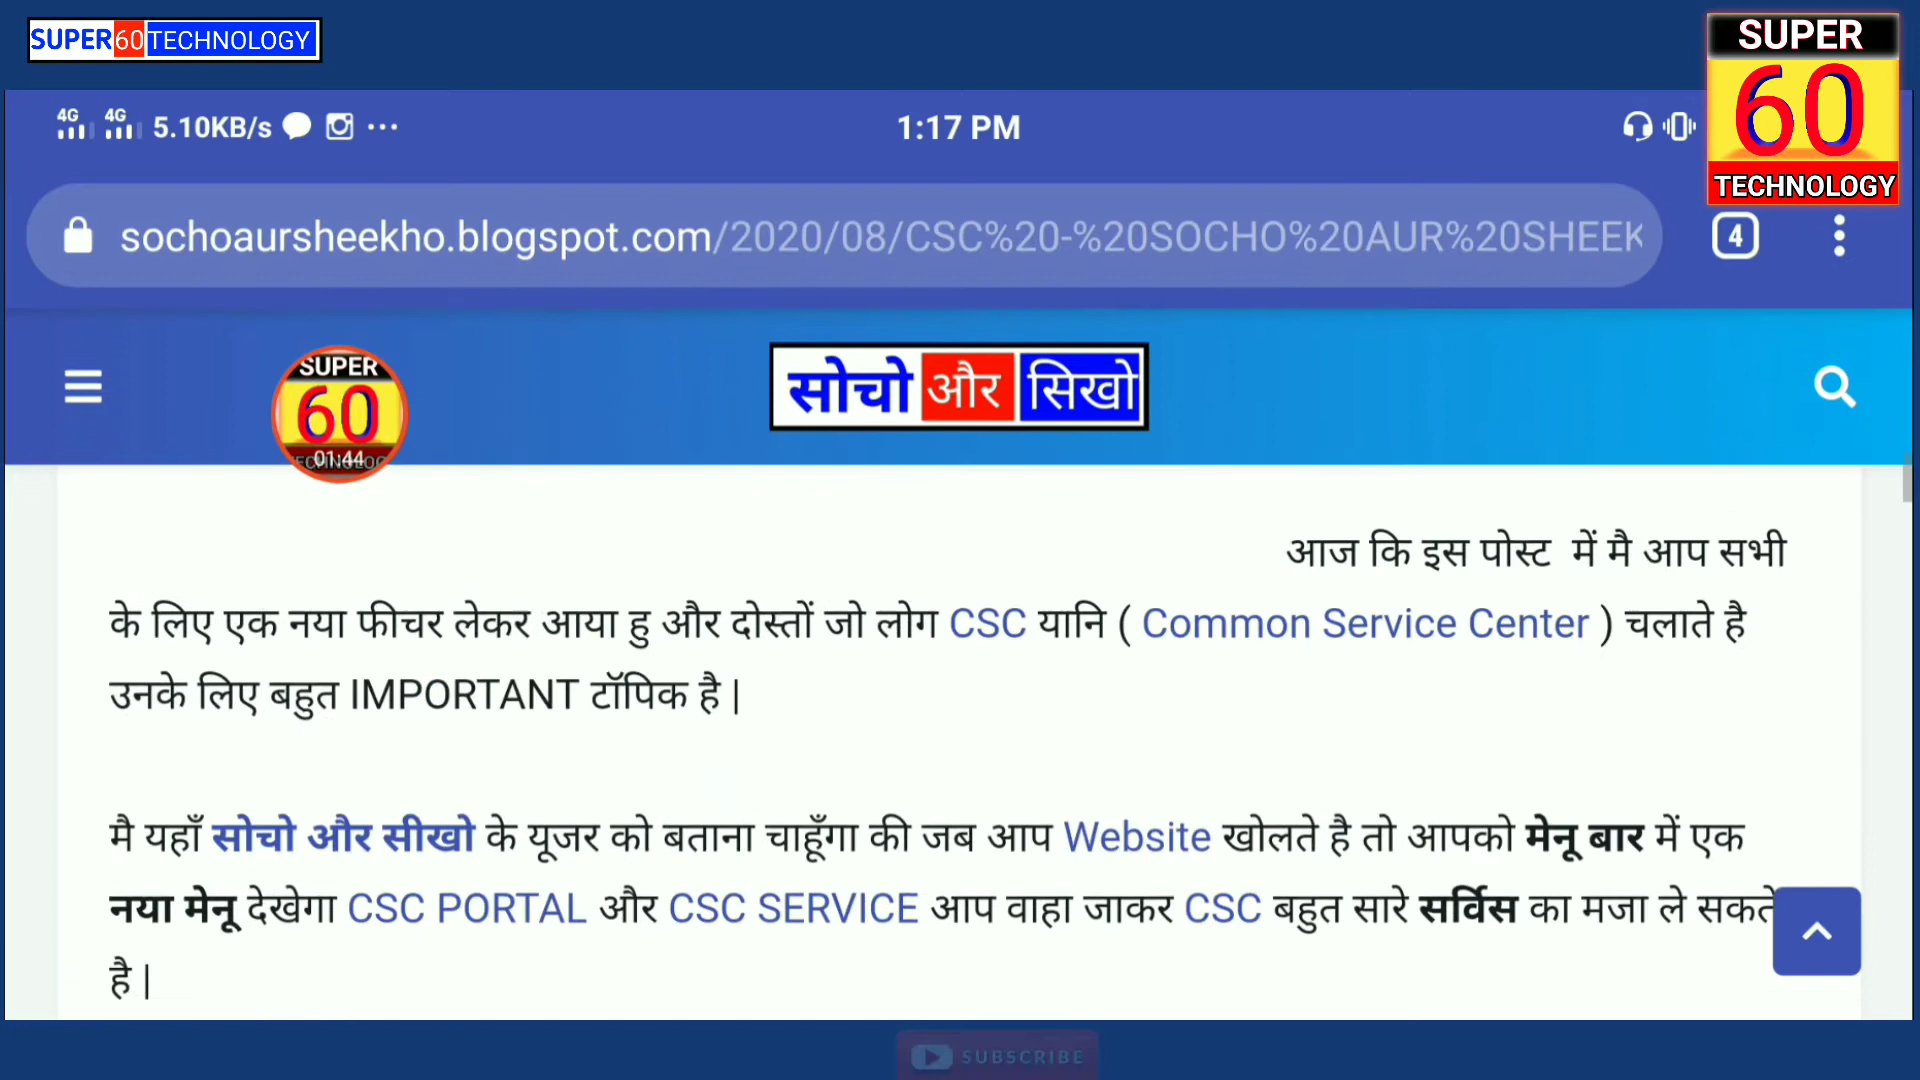 SUPER60TECHNOLOGY
SUPER
60
TECHNOLOGY
4G 4G 5.10KB/s 1:17 PM
sochoaursheekho.blogspot.com/2020/08/CSC%20-%20SOCHO%20AUR%20SHEEK
4
SUPER
60
01:44
सोचो और सिखो
आज कि इस पोस्ट में मै आप सभी
के लिए एक नया फीचर लेकर आया हु और दोस्तों जो लोग CSC यानि ( Common Service Center ) चलाते है
उनके लिए बहुत IMPORTANT टॉपिक है |
मै यहाँ सोचो और सीखो के यूजर को बताना चाहूँगा की जब आप Website खोलते है तो आपको मेनू बार में एक
नया मेनू देखेगा CSC PORTAL और CSC SERVICE आप वाहा जाकर CSC बहुत सारे सर्विस का मजा ले सकते
है |
SUBSCRIBE